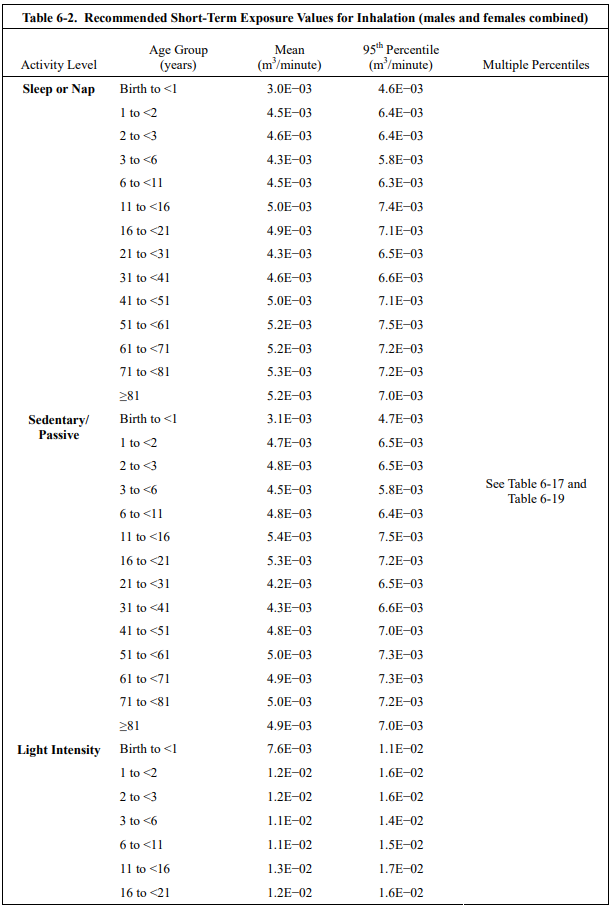 Table 6-2. Recommended Short-Term Exposure Values for Inhalation (males and females combined)
Activity Level Age Group (years) Mean (m³/minute) 95th Percentile (m³/minute) Multiple Percentiles
Sleep or Nap Birth to <1 3.0E−03 4.6E−03
1 to <2 4.5E−03 6.4E−03
2 to <3 4.6E−03 6.4E−03
3 to <6 4.3E−03 5.8E−03
6 to <11 4.5E−03 6.3E−03
11 to <16 5.0E−03 7.4E−03
16 to <21 4.9E−03 7.1E−03
21 to <31 4.3E−03 6.5E−03
31 to <41 4.6E−03 6.6E−03
41 to <51 5.0E−03 7.1E−03
51 to <61 5.2E−03 7.5E−03
61 to <71 5.2E−03 7.2E−03
71 to <81 5.3E−03 7.2E−03
≥81 5.2E−03 7.0E−03
Sedentary/ Passive Birth to <1 3.1E−03 4.7E−03
1 to <2 4.7E−03 6.5E−03
2 to <3 4.8E−03 6.5E−03
3 to <6 4.5E−03 5.8E−03 See Table 6-17 and Table 6-19
6 to <11 4.8E−03 6.4E−03
11 to <16 5.4E−03 7.5E−03
16 to <21 5.3E−03 7.2E−03
21 to <31 4.2E−03 6.5E−03
31 to <41 4.3E−03 6.6E−03
41 to <51 4.8E−03 7.0E−03
51 to <61 5.0E−03 7.3E−03
61 to <71 4.9E−03 7.3E−03
71 to <81 5.0E−03 7.2E−03
≥81 4.9E−03 7.0E−03
Light Intensity Birth to <1 7.6E−03 1.1E−02
1 to <2 1.2E−02 1.6E−02
2 to <3 1.2E−02 1.6E−02
3 to <6 1.1E−02 1.4E−02
6 to <11 1.1E−02 1.5E−02
11 to <16 1.3E−02 1.7E−02
16 to <21 1.2E−02 1.6E−02